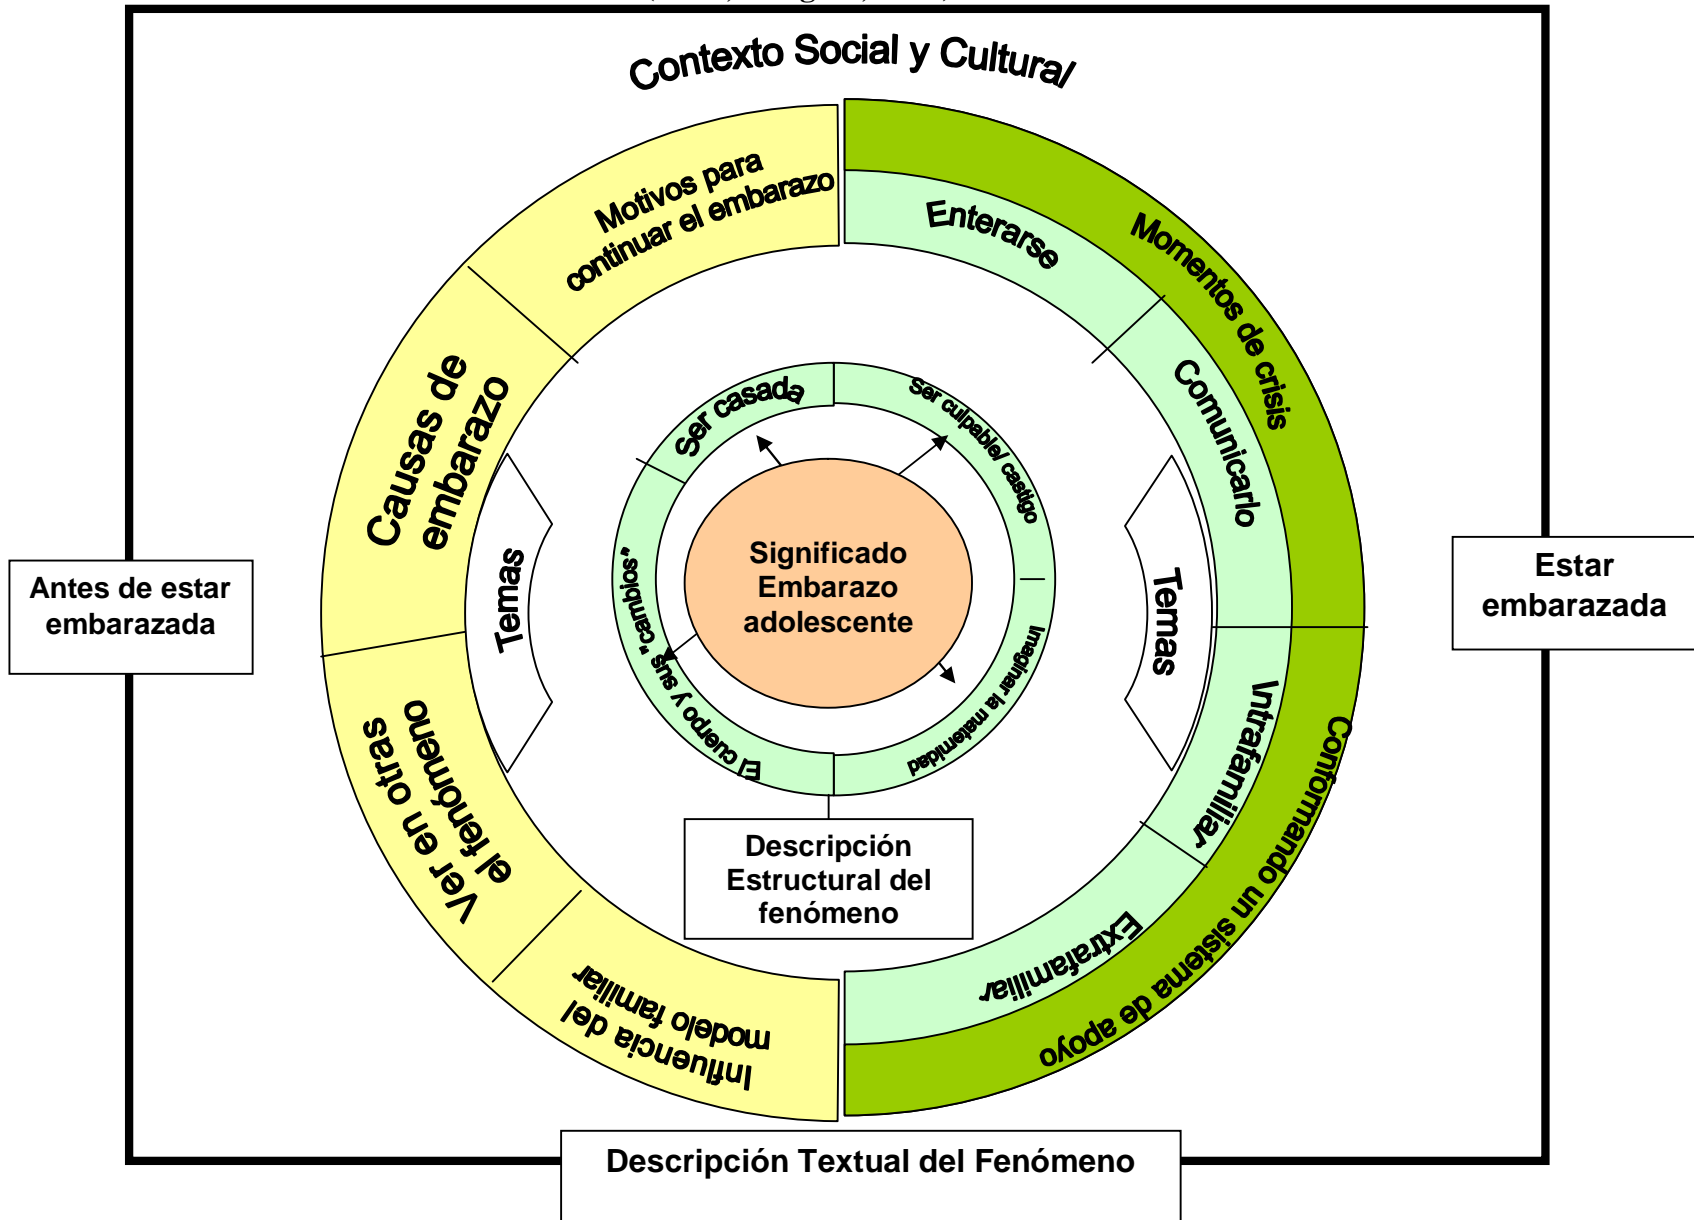 Contexto Social y Cultural
Motivos para
continuar el embarazo
Causas de
embarazo
Ver en otras
el fenómeno
Influencia del
modelo familiar
Momentos de crisis
Enterarse
Comunicarlo
Conformando un sistema de apoyo
Intrafamiliar
Extrafamiliar
Temas
Temas
Ser casada
Ser culpable/ castigo
Imaginar la maternidad
El cuerpo y sus "cambios"
Significado
Embarazo
adolescente
Antes de estar
embarazada
Estar
embarazada
Descripción
Estructural del
fenómeno
Descripción Textual del Fenómeno